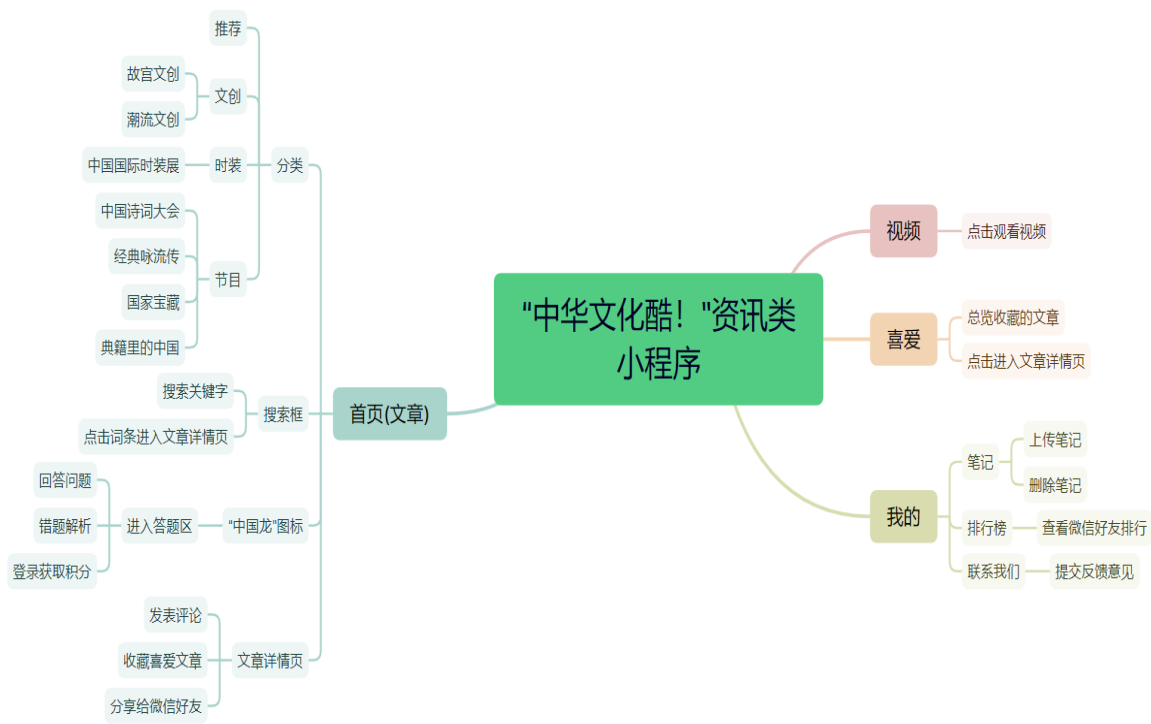 “中华文化酷！"资讯类
小程序
首页(文章)
分类
推荐
文创
故宫文创
潮流文创
时装
中国国际时装展
节目
中国诗词大会
经典咏流传
国家宝藏
典籍里的中国
搜索框
搜索关键字
点击词条进入文章详情页
“中国龙”图标
进入答题区
回答问题
错题解析
登录获取积分
文章详情页
发表评论
收藏喜爱文章
分享给微信好友
视频
点击观看视频
喜爱
总览收藏的文章
点击进入文章详情页
我的
笔记
上传笔记
删除笔记
排行榜
查看微信好友排行
联系我们
提交反馈意见